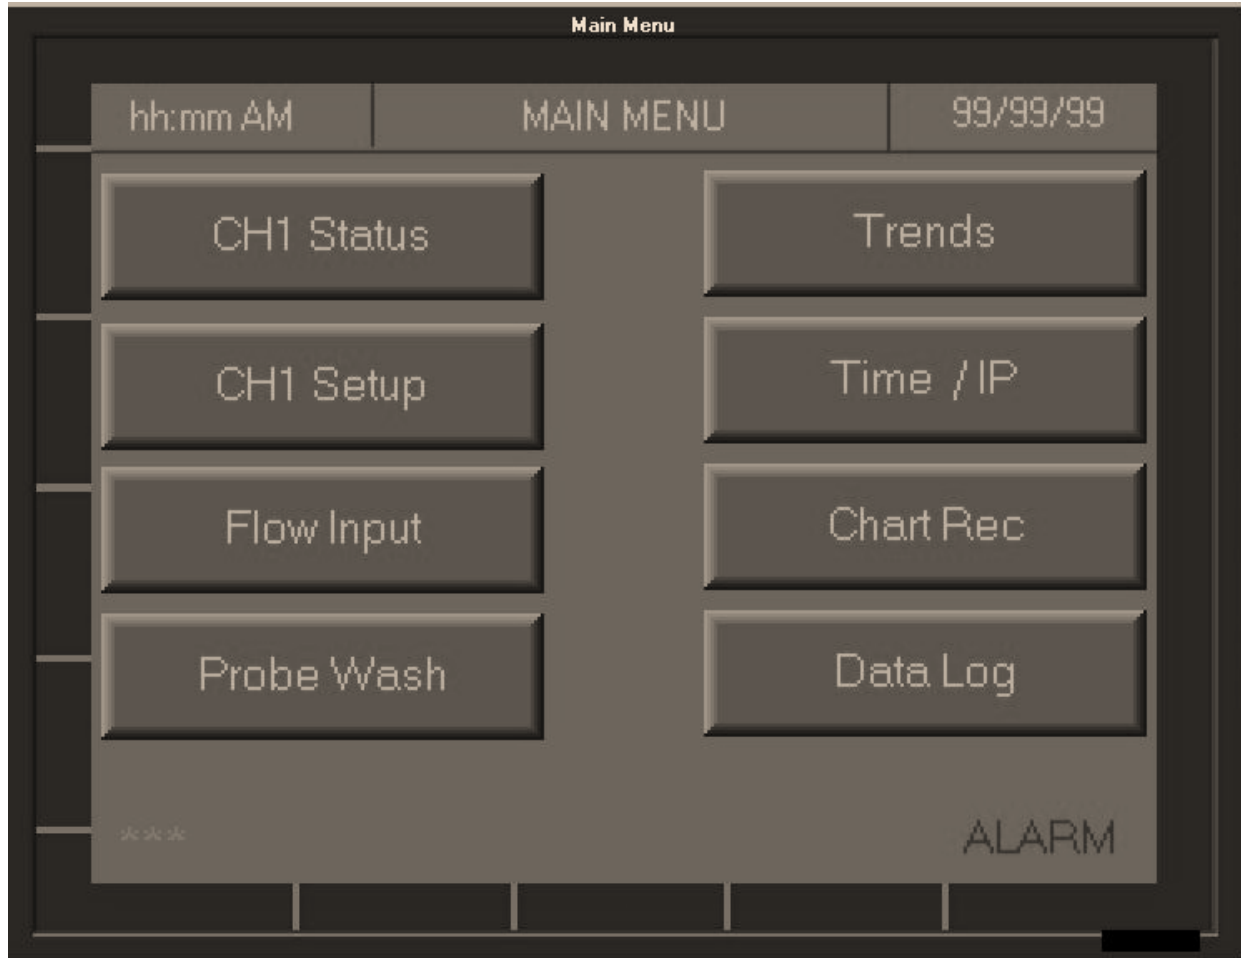 Main Menu
hh:mm AM MAIN MENU 99/99/99
CH1 Status
Trends
CH1 Setup
Time / IP
Flow Input
Chart Rec
Probe Wash
Data Log
*** ALARM